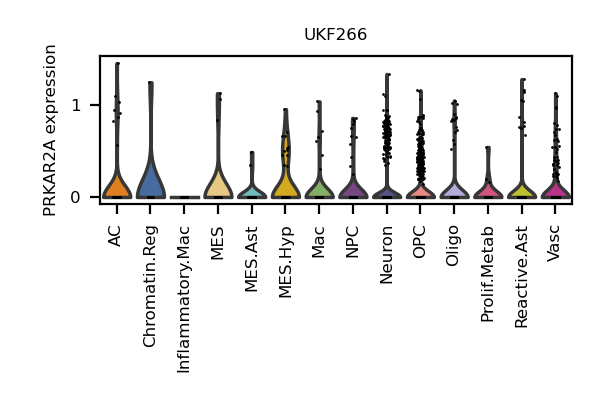 UKF266
PRKAR2A expression
1
0
AC
Chromatin.Reg
Inflammatory.Mac
MES
MES.Ast
MES.Hyp
Mac
NPC
Neuron
OPC
Oligo
Prolif.Metab
Reactive.Ast
Vasc